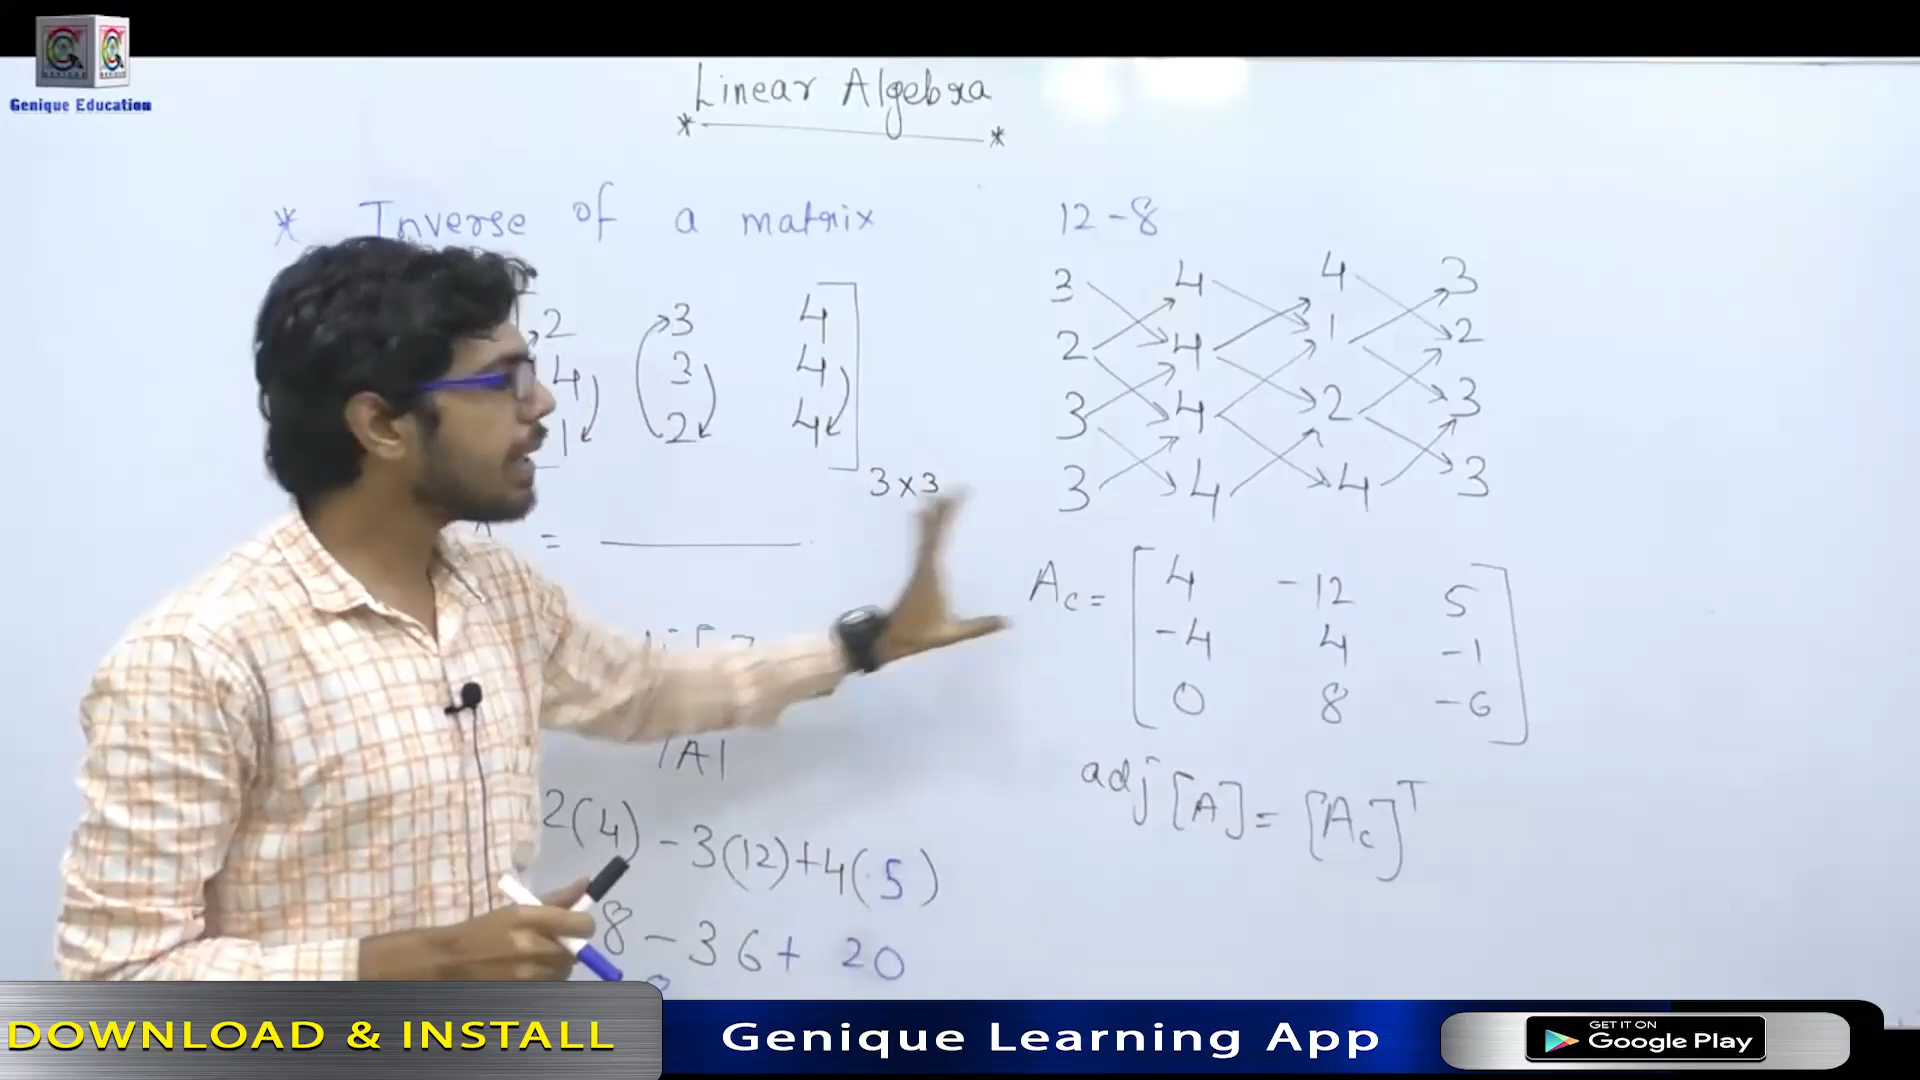 Genique Education
Linear Algebra
* *
* Inverse of a matrix
2 3 4
4 3 4
1 2 4
3×3
=
|A|
2(4) -3(12)+4(5)
8 - 36 + 20
12-8
3 4 4 3
2 4 1 2
3 4 2 3
3 4 4 3
Ac = 4 -12 5
-4 4 -1
0 8 -6
adj[A] = [Ac]T
DOWNLOAD & INSTALL
Genique Learning App
GET IT ON
Google Play